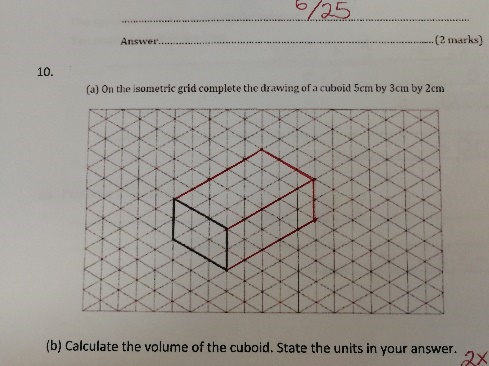 6/25
Answer.................................................................................(2 marks)
10.
(a) On the isometric grid complete the drawing of a cuboid 5cm by 3cm by 2cm
(b) Calculate the volume of the cuboid. State the units in your answer.
2x